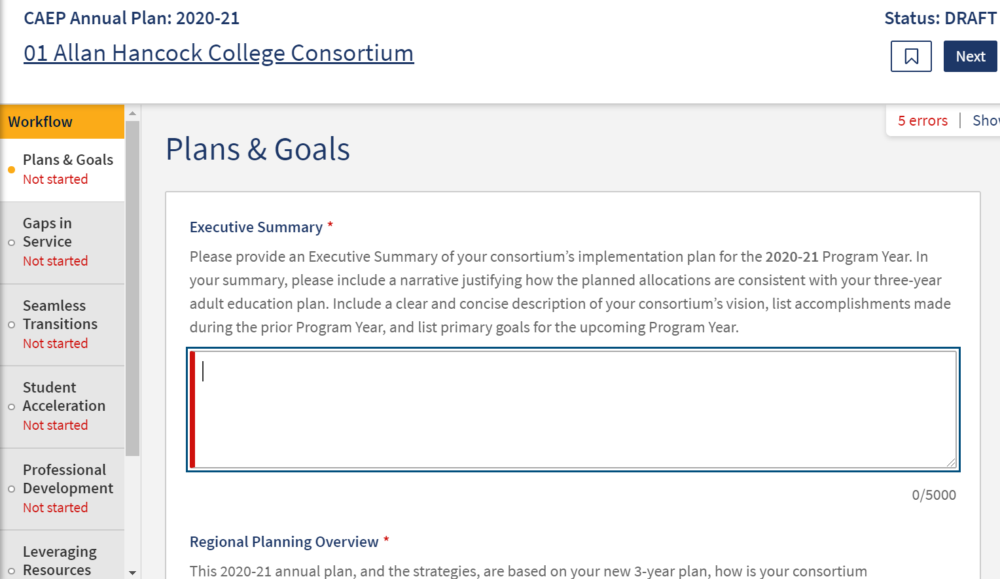 CAEP Annual Plan: 2020-21
Status: DRAFT
01 Allan Hancock College Consortium
Next
Workflow
5 errors
Plans & Goals
Not started
Gaps in
Service
Not started
Seamless
Transitions
Not started
Student
Acceleration
Not started
Professional
Development
Not started
Leveraging
Resources
Plans & Goals
Executive Summary *
Please provide an Executive Summary of your consortium’s implementation plan for the 2020-21 Program Year. In
your summary, please include a narrative justifying how the planned allocations are consistent with your three-year
adult education plan. Include a clear and concise description of your consortium’s vision, list accomplishments made
during the prior Program Year, and list primary goals for the upcoming Program Year.
0/5000
Regional Planning Overview *
This 2020-21 annual plan, and the strategies, are based on your new 3-year plan, how is your consortium